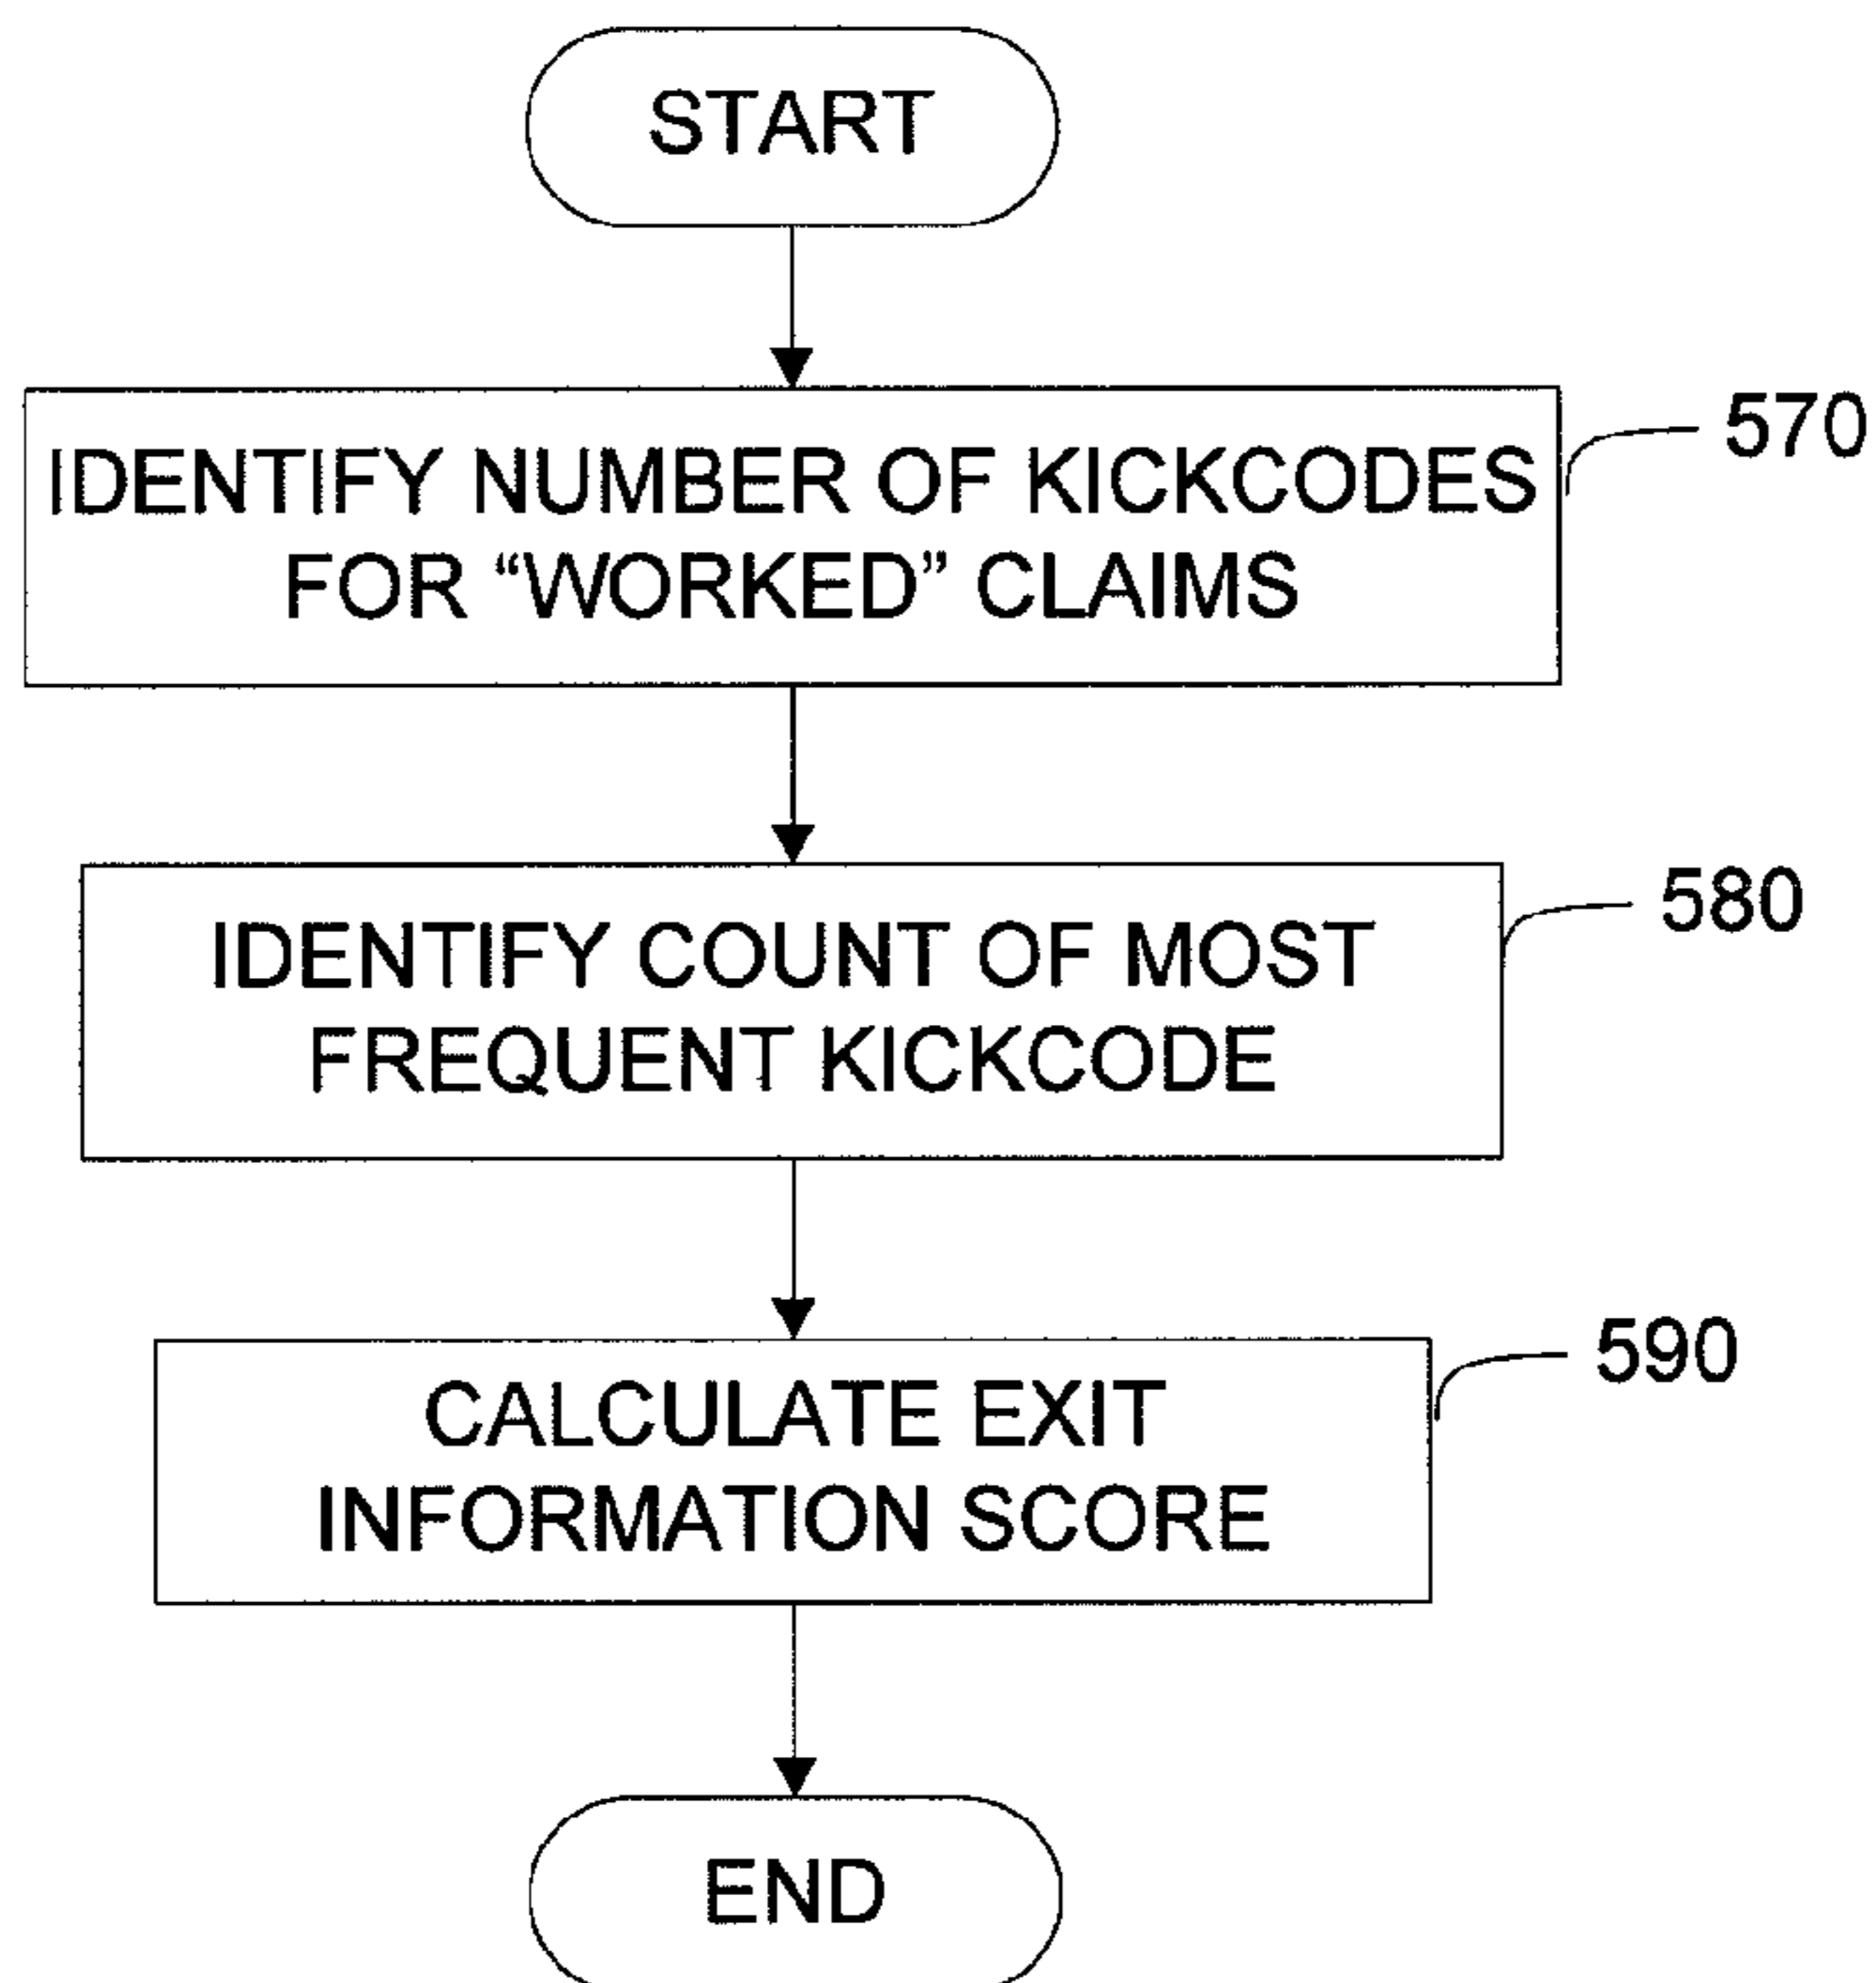 START
IDENTIFY NUMBER OF KICKCODES
FOR “WORKED” CLAIMS
570
IDENTIFY COUNT OF MOST
FREQUENT KICKCODE
580
CALCULATE EXIT
INFORMATION SCORE
590
END